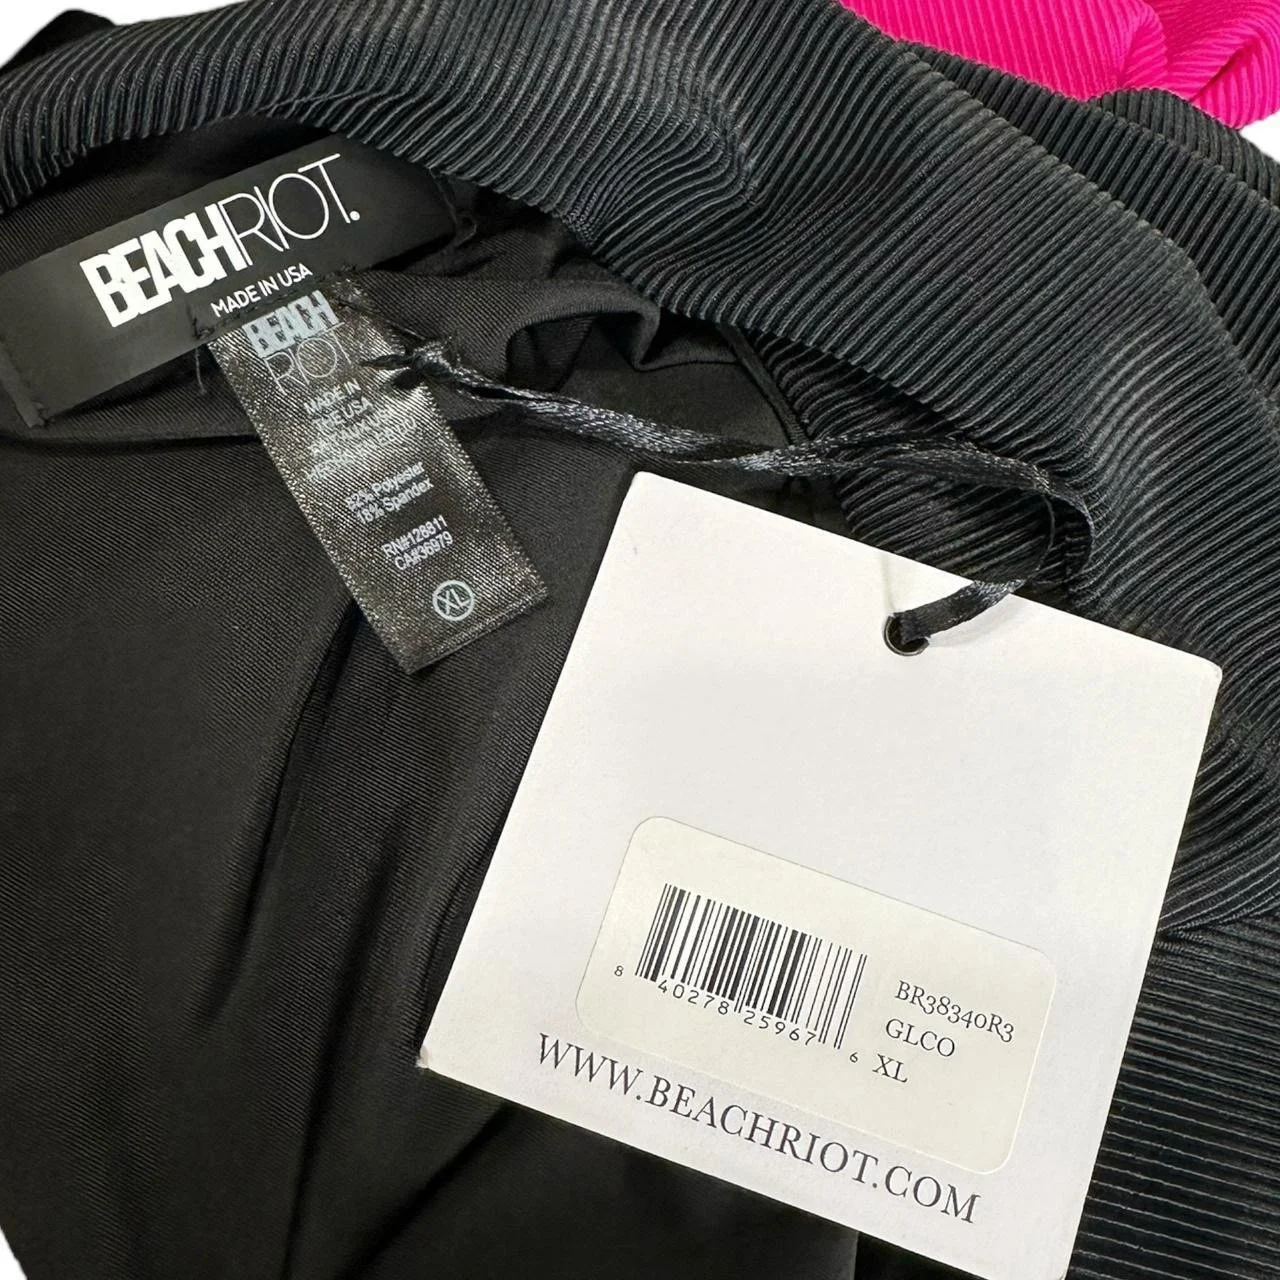 BEACHRIOT.
MADE IN USA
BEACH
RIOT
MADE IN
USA
82% Polyester
18% Spandex
RN#128811
CA#36979
XL
8 40278 25967 6
BR38340R3
GLCO
XL
WWW.BEACHRIOT.COM